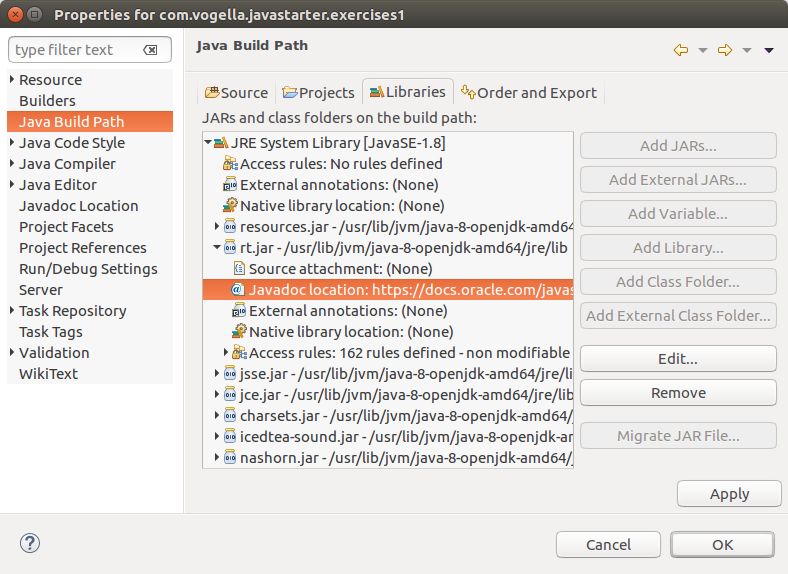 Properties for com.vogella.javastarter.exercises1
type filter text
Resource
Builders
Java Build Path
Java Code Style
Java Compiler
Java Editor
Javadoc Location
Project Facets
Project References
Run/Debug Settings
Server
Task Repository
Task Tags
Validation
WikiText
Java Build Path
Source Projects Libraries Order and Export
JARs and class folders on the build path:
JRE System Library [JavaSE-1.8]
Access rules: No rules defined
External annotations: (None)
Native library location: (None)
resources.jar - /usr/lib/jvm/java-8-openjdk-amd64
rt.jar - /usr/lib/jvm/java-8-openjdk-amd64/jre/lib
Source attachment: (None)
Javadoc location: https://docs.oracle.com/javas
External annotations: (None)
Native library location: (None)
Access rules: 162 rules defined - non modifiable
jsse.jar - /usr/lib/jvm/java-8-openjdk-amd64/jre/li
jce.jar - /usr/lib/jvm/java-8-openjdk-amd64/jre/lib
charsets.jar - /usr/lib/jvm/java-8-openjdk-amd64/
icedtea-sound.jar - /usr/lib/jvm/java-8-openjdk-an
nashorn.jar - /usr/lib/jvm/java-8-openjdk-amd64/j
Add JARs...
Add External JARs...
Add Variable...
Add Library...
Add Class Folder...
Add External Class Folder...
Edit...
Remove
Migrate JAR File...
Apply
Cancel
OK